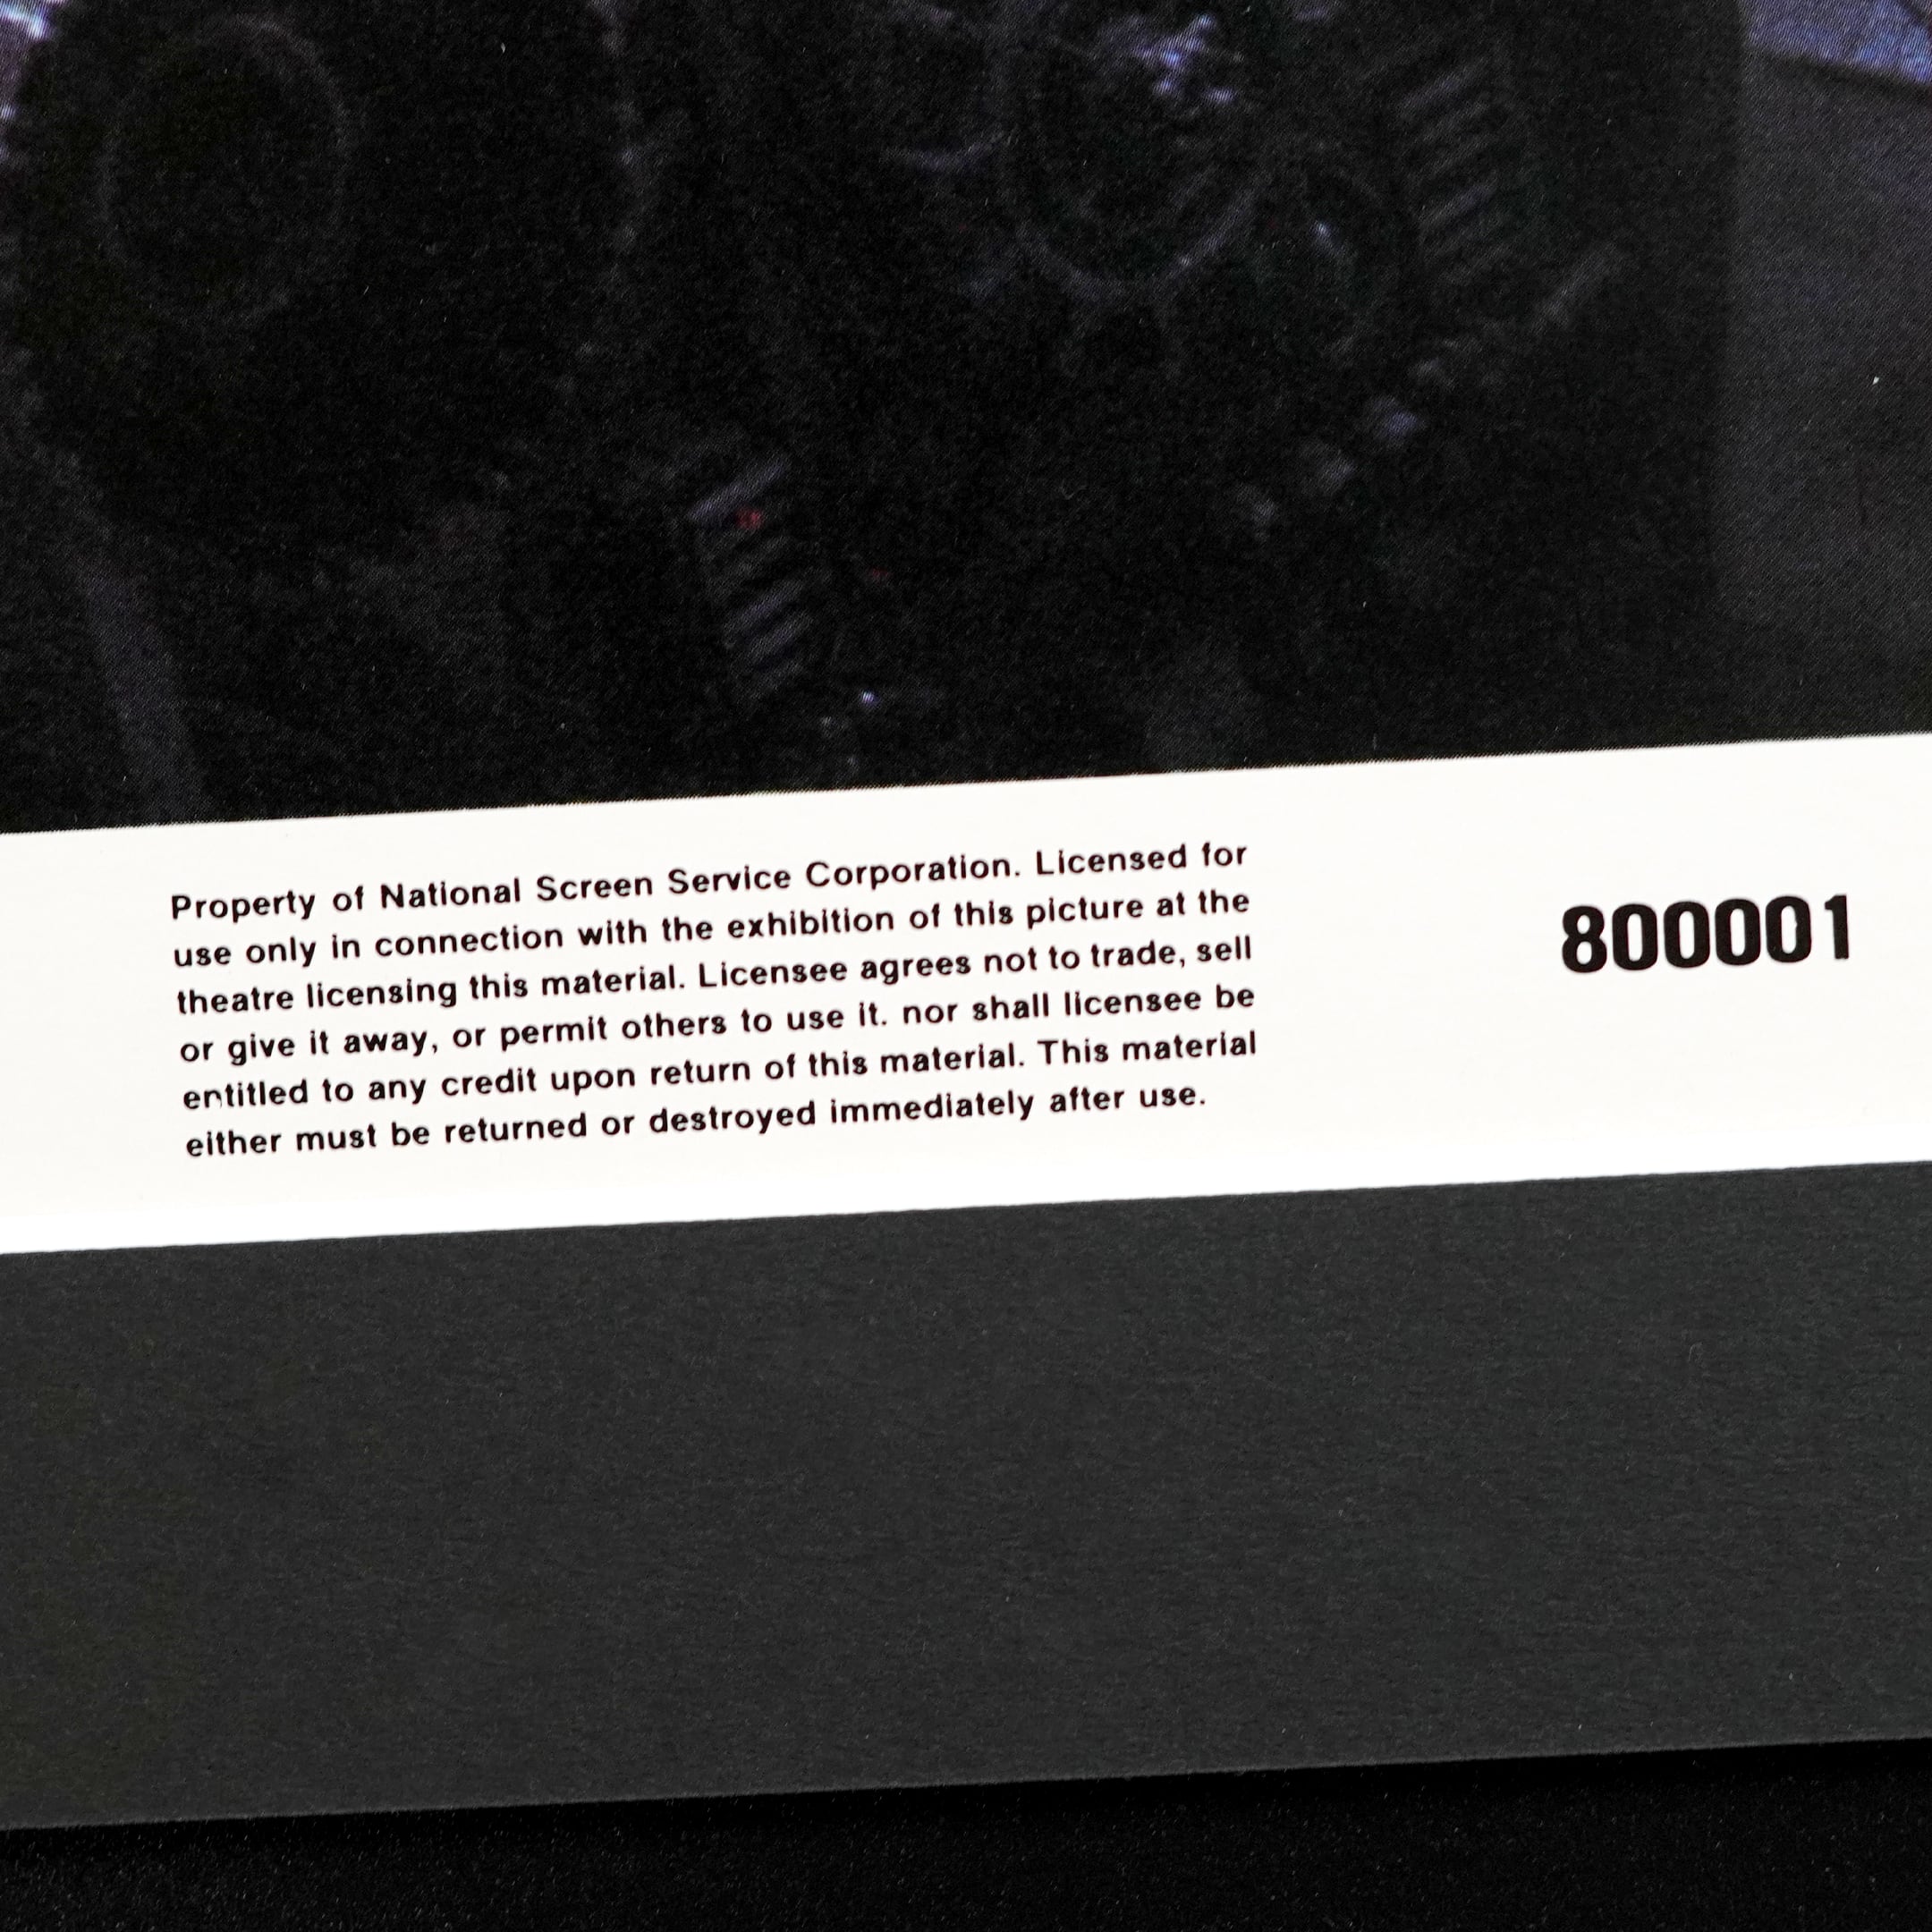 Property of National Screen Service Corporation. Licensed for
use only in connection with the exhibition of this picture at the
theatre licensing this material. Licensee agrees not to trade, sell
or give it away, or permit others to use it. nor shall licensee be
entitled to any credit upon return of this material. This material
either must be returned or destroyed immediately after use.
800001